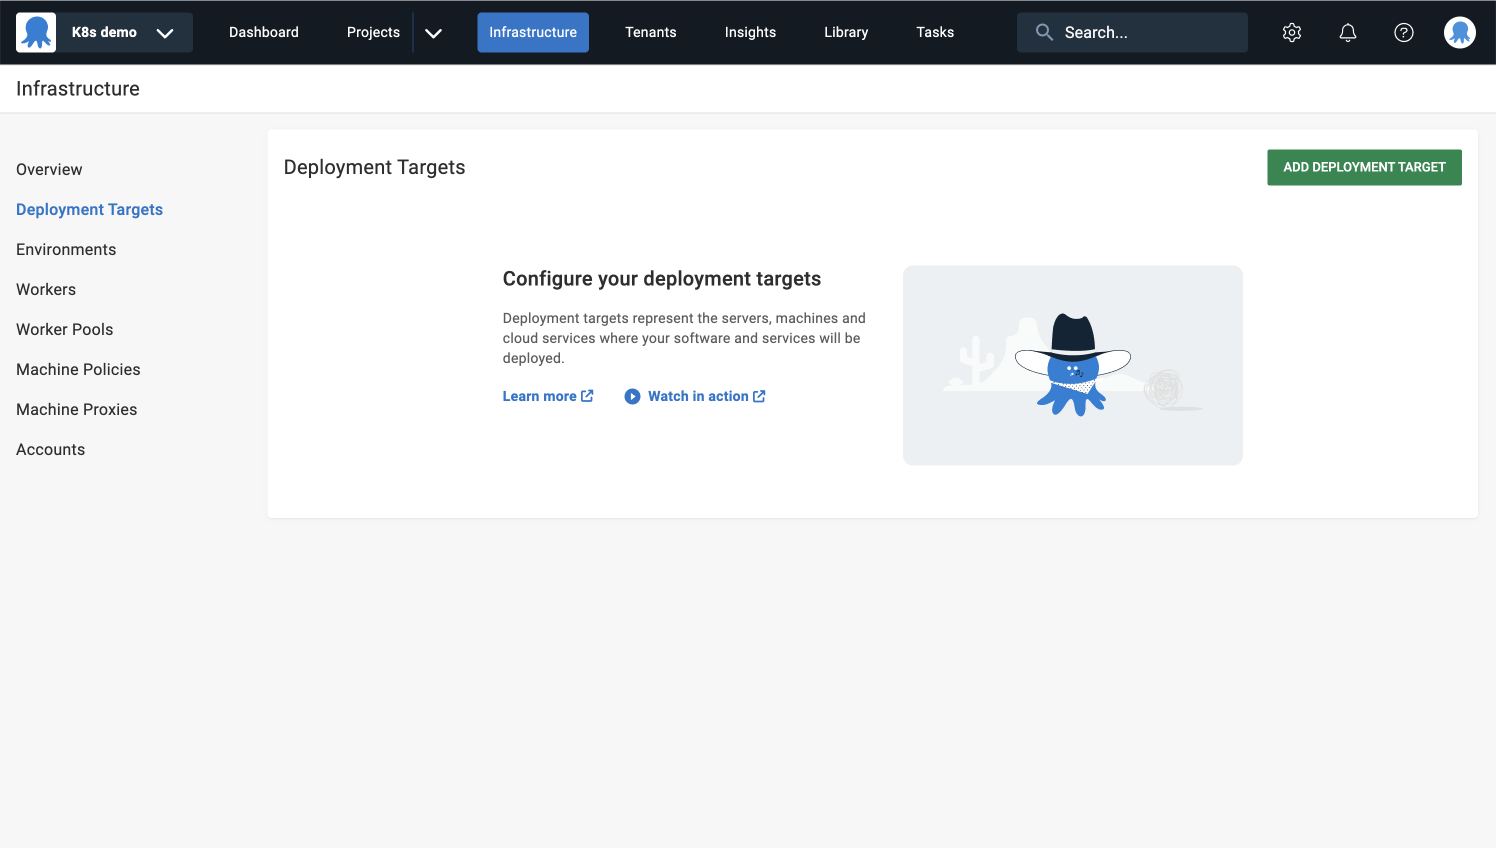 K8s demo
Dashboard
Projects
Infrastructure
Tenants
Insights
Library
Tasks
Search...
Infrastructure
Overview
Deployment Targets
Environments
Workers
Worker Pools
Machine Policies
Machine Proxies
Accounts
Deployment Targets
ADD DEPLOYMENT TARGET
Configure your deployment targets
Deployment targets represent the servers, machines and
cloud services where your software and services will be
deployed.
Learn more
Watch in action